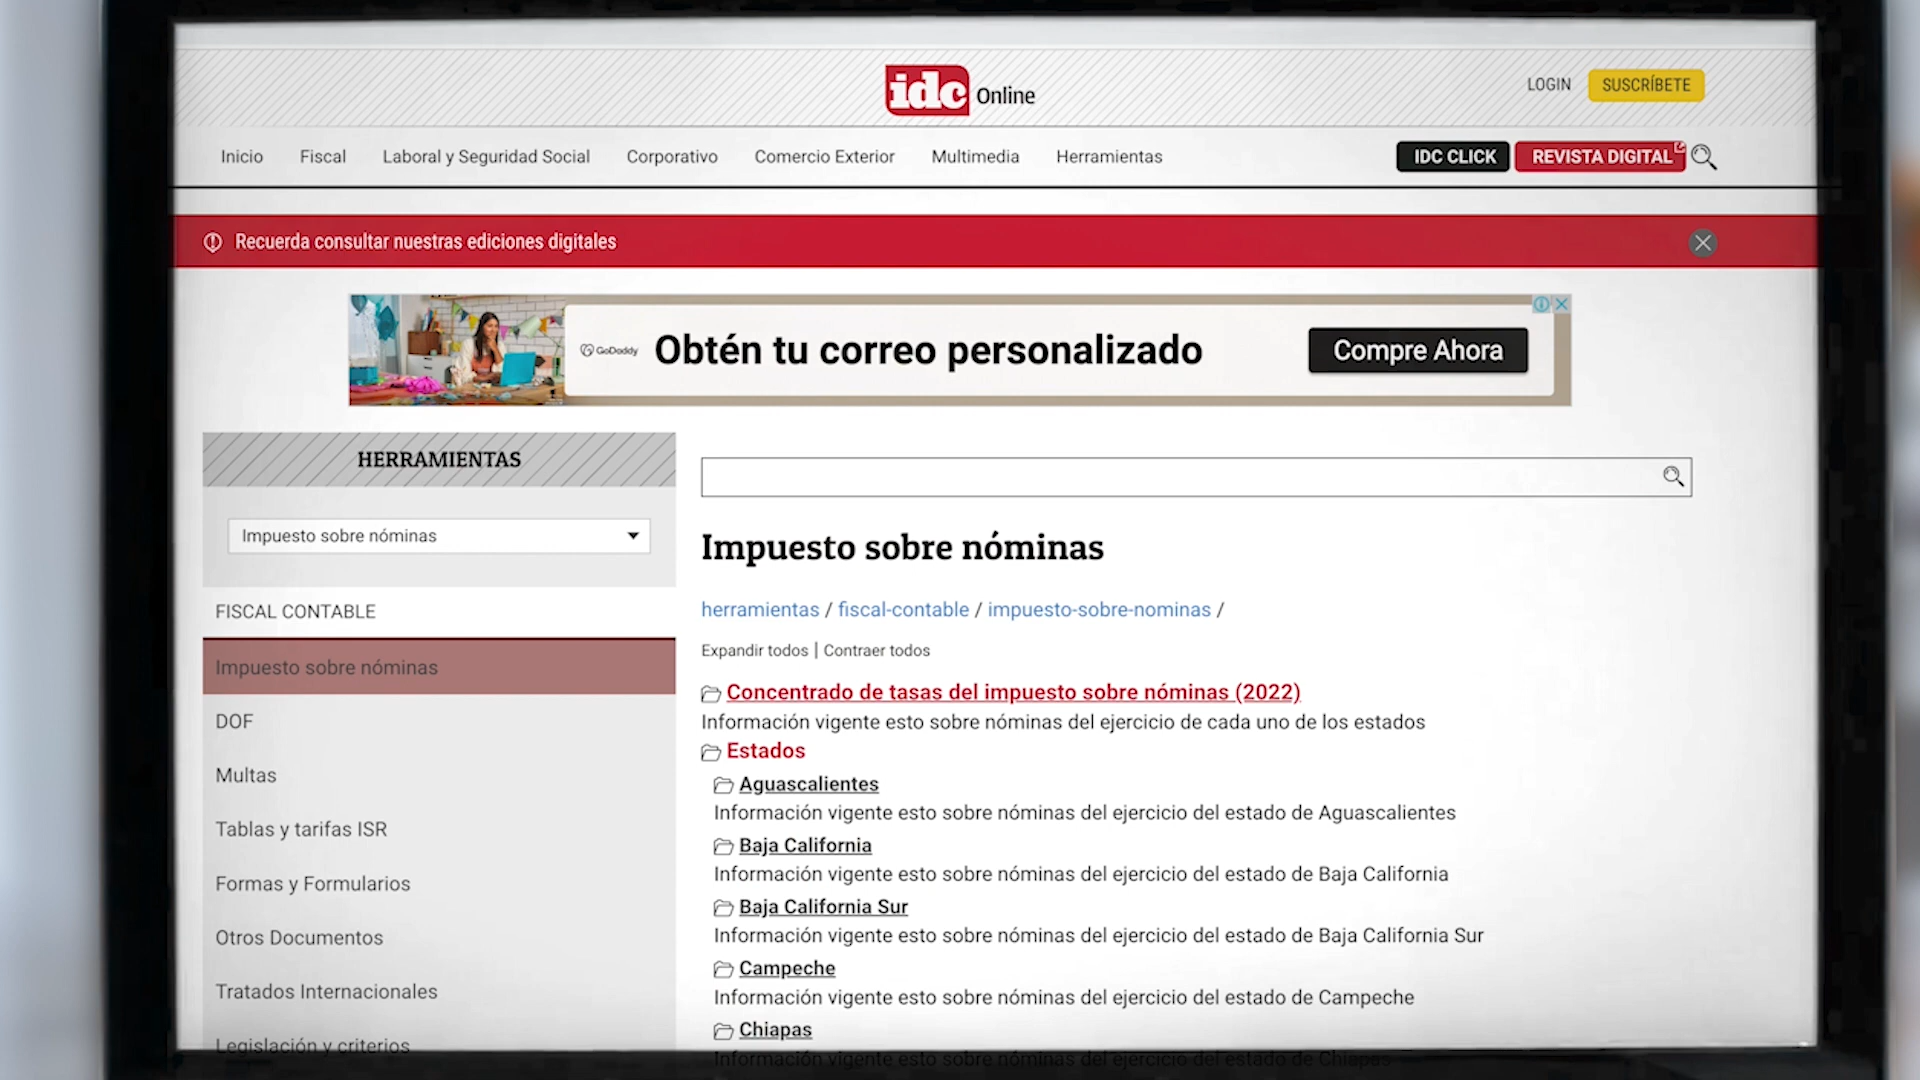 idc Online
LOGIN
SUSCRÍBETE
Inicio
Fiscal
Laboral y Seguridad Social
Corporativo
Comercio Exterior
Multimedia
Herramientas
IDC CLICK
REVISTA DIGITAL
Recuerda consultar nuestras ediciones digitales
GoDaddy
Obtén tu correo personalizado
Compre Ahora
HERRAMIENTAS
Impuesto sobre nóminas
FISCAL CONTABLE
Impuesto sobre nóminas
DOF
Multas
Tablas y tarifas ISR
Formas y Formularios
Otros Documentos
Tratados Internacionales
Legislación y criterios
Impuesto sobre nóminas
herramientas / fiscal-contable / impuesto-sobre-nominas /
Expandir todos | Contraer todos
Concentrado de tasas del impuesto sobre nóminas (2022)
Información vigente esto sobre nóminas del ejercicio de cada uno de los estados
Estados
Aguascalientes
Información vigente esto sobre nóminas del ejercicio del estado de Aguascalientes
Baja California
Información vigente esto sobre nóminas del ejercicio del estado de Baja California
Baja California Sur
Información vigente esto sobre nóminas del ejercicio del estado de Baja California Sur
Campeche
Información vigente esto sobre nóminas del ejercicio del estado de Campeche
Chiapas
Información vigente esto sobre nóminas del ejercicio del estado de Chiapas